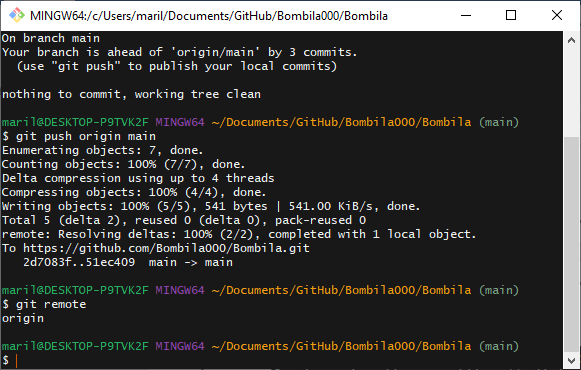 MINGW64:/c/Users/maril/Documents/GitHub/Bombila000/Bombila
On branch main
Your branch is ahead of 'origin/main' by 3 commits.
  (use "git push" to publish your local commits)
nothing to commit, working tree clean
maril@DESKTOP-P9TVK2F MINGW64 ~/Documents/GitHub/Bombila000/Bombila (main)
$ git push origin main
Enumerating objects: 7, done.
Counting objects: 100% (7/7), done.
Delta compression using up to 4 threads
Compressing objects: 100% (4/4), done.
Writing objects: 100% (5/5), 541 bytes | 541.00 KiB/s, done.
Total 5 (delta 2), reused 0 (delta 0), pack-reused 0
remote: Resolving deltas: 100% (2/2), completed with 1 local object.
To https://github.com/Bombila000/Bombila.git
   2d7083f..51ec409  main -> main
maril@DESKTOP-P9TVK2F MINGW64 ~/Documents/GitHub/Bombila000/Bombila (main)
$ git remote
origin
maril@DESKTOP-P9TVK2F MINGW64 ~/Documents/GitHub/Bombila000/Bombila (main)
$